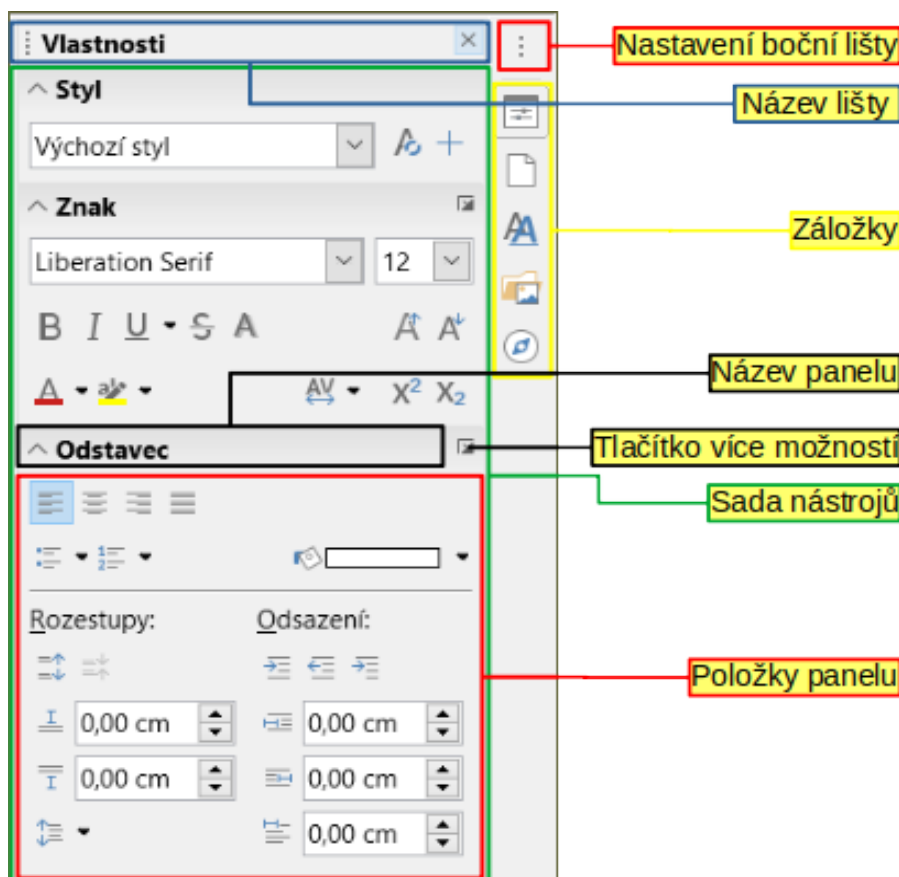 Vlastnosti
Nastavení boční lišty
Styl
Název lišty
Výchozí styl
Znak
Záložky
Liberation Serif 12
B I U S A A A
A ab AV X² X₂
Název panelu
Odstavec
Tlačítko více možností
Sada nástrojů
Rozestupy: Odsazení:
Položky panelu
0,00 cm 0,00 cm
0,00 cm 0,00 cm
0,00 cm